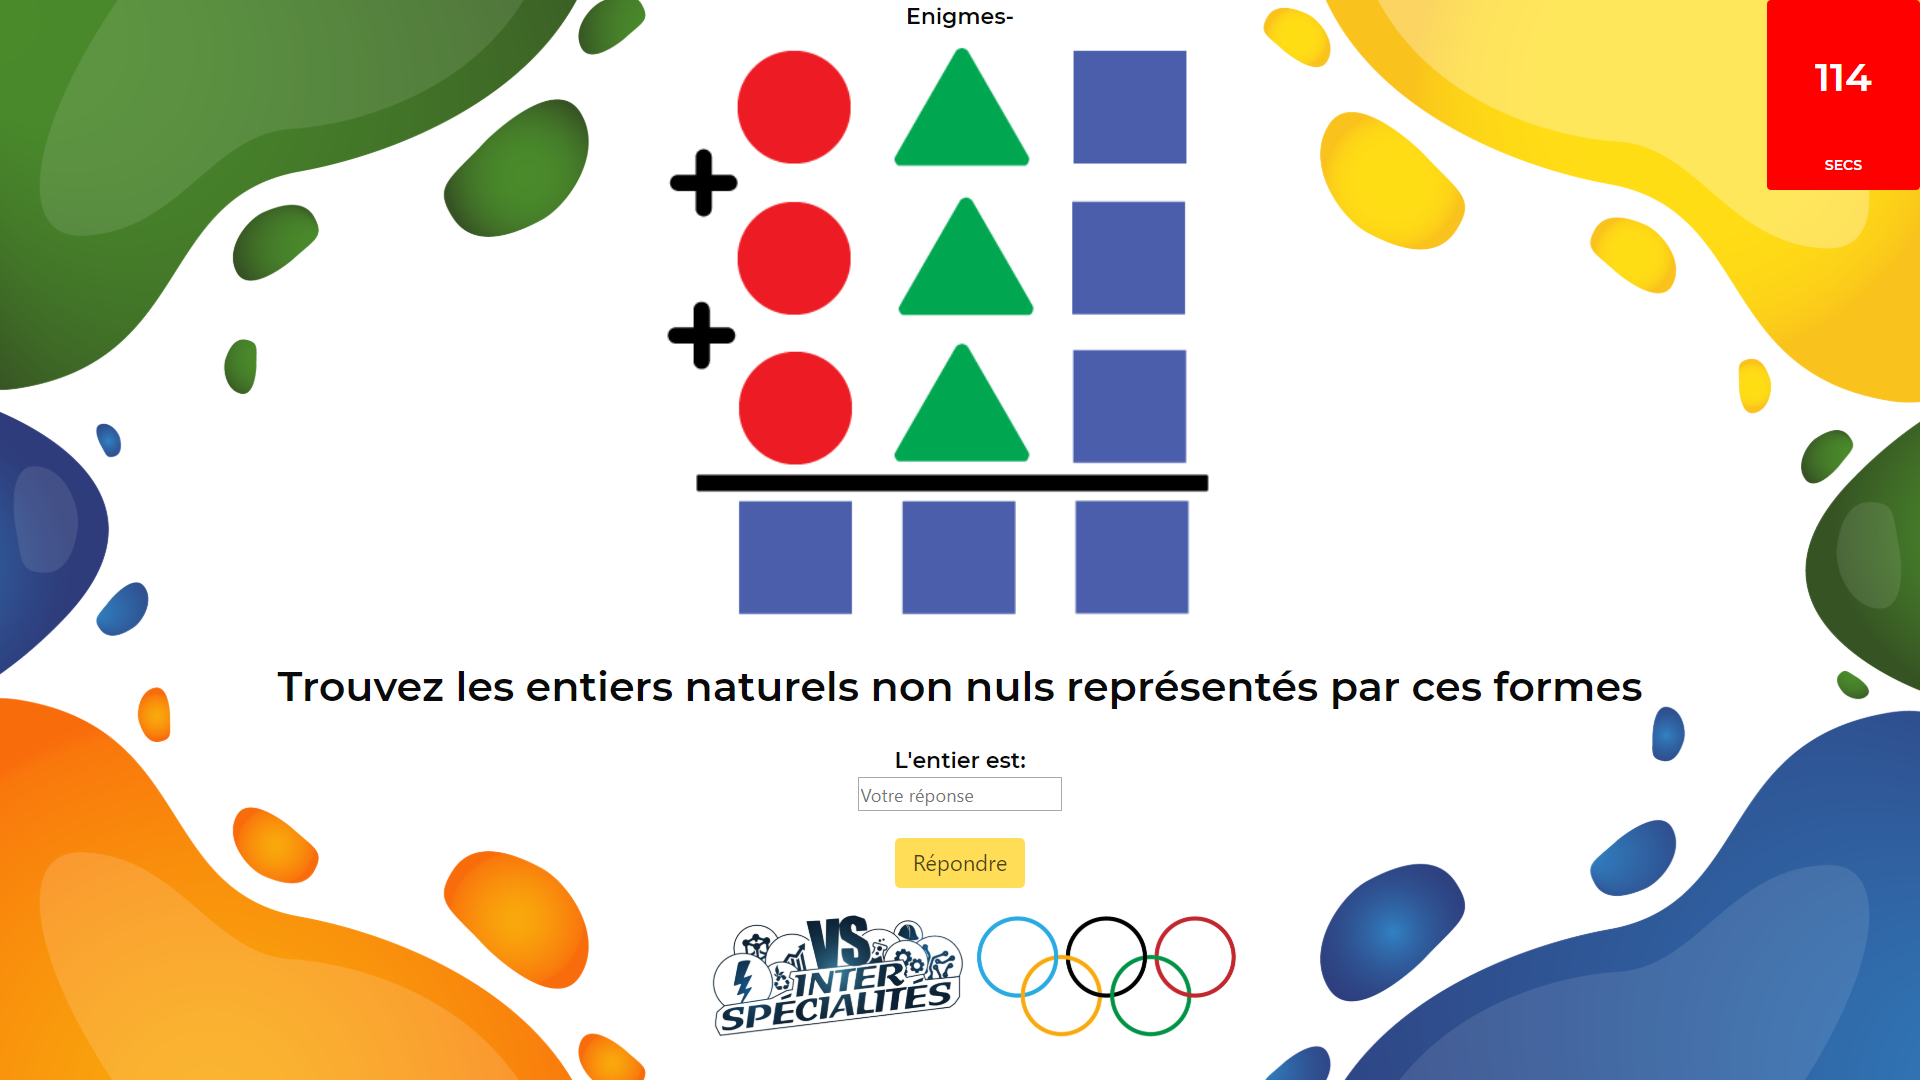 Enigmes-
114
SECS
Trouvez les entiers naturels non nuls représentés par ces formes
L'entier est:
Votre réponse
Répondre
VS
INTER
SPÉCIALITÉS